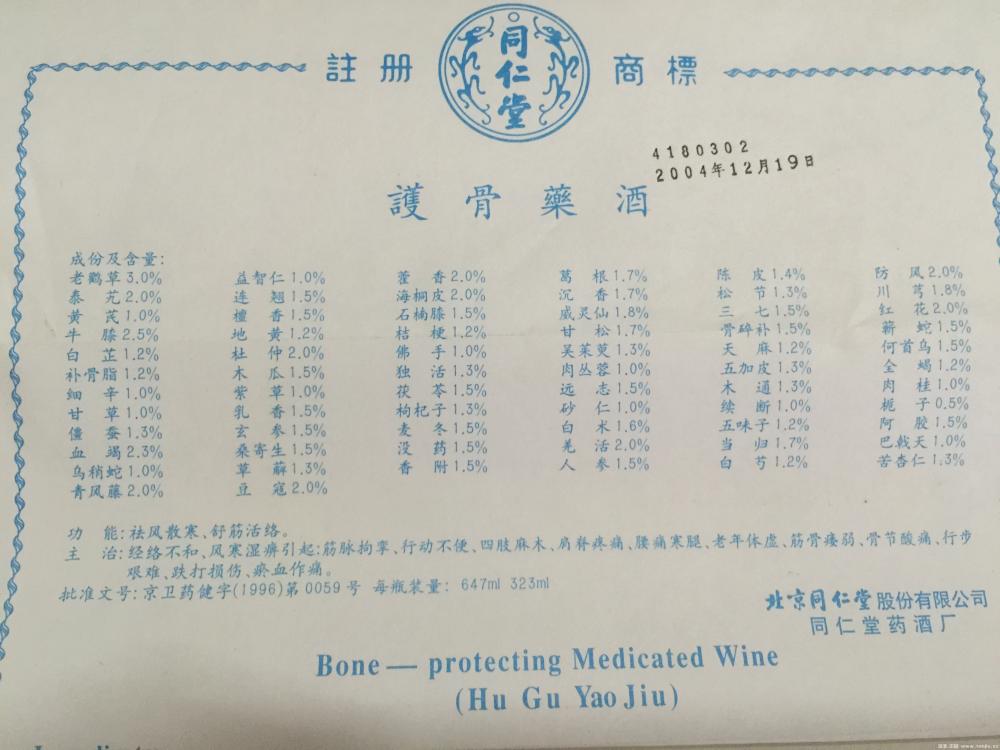 註册 同仁堂 商標
4180302
2004年12月19日
護骨藥酒
成份及含量:
老鹳草3.0% 益智仁1.0% 藿香2.0% 葛根1.7% 陈皮1.4% 防风2.0%
秦艽2.0% 连翘1.5% 海桐皮2.0% 沉香1.7% 松节1.3% 川芎1.8%
黄芪1.0% 檀香1.5% 石楠藤1.5% 威灵仙1.8% 三七1.5% 红花2.0%
牛膝2.5% 地黄1.2% 桔梗1.2% 甘松1.7% 骨碎补1.5% 蕲蛇1.5%
白芷1.2% 杜仲2.0% 佛手1.0% 吴茱萸1.3% 天麻1.2% 何首乌1.5%
补骨脂1.2% 木瓜1.5% 独活1.3% 肉丛蓉1.0% 五加皮1.3% 全蝎1.2%
细辛1.0% 紫草1.0% 茯苓1.5% 远志1.5% 木通1.3% 肉桂1.0%
甘草1.0% 乳香1.5% 枸杞子1.3% 砂仁1.0% 续断1.0% 栀子0.5%
僵蚕1.3% 玄参1.5% 麦冬1.5% 白术1.6% 五味子1.2% 阿胶1.5%
血竭2.3% 桑寄生1.5% 没药1.5% 羌活2.0% 当归1.7% 巴戟天1.0%
乌梢蛇1.0% 草薢1.3% 香附1.5% 人参1.5% 白芍1.2% 苦杏仁1.3%
青风藤2.0% 豆寇2.0%
功能:祛风散寒、舒筋活络。
主治:经络不和、风寒湿痹引起:筋脉拘挛、行动不便、四肢麻木、肩脊疼痛、腰痛寒腿、老年体虚、筋骨痿弱、骨节酸痛、行步
艰难、跌打损伤、瘀血作痛。
批准文号:京卫药健字(1996)第0059号 每瓶装量: 647ml 323ml
北京同仁堂股份有限公司
同仁堂药酒厂
Bone — protecting Medicated Wine
(Hu Gu Yao Jiu)